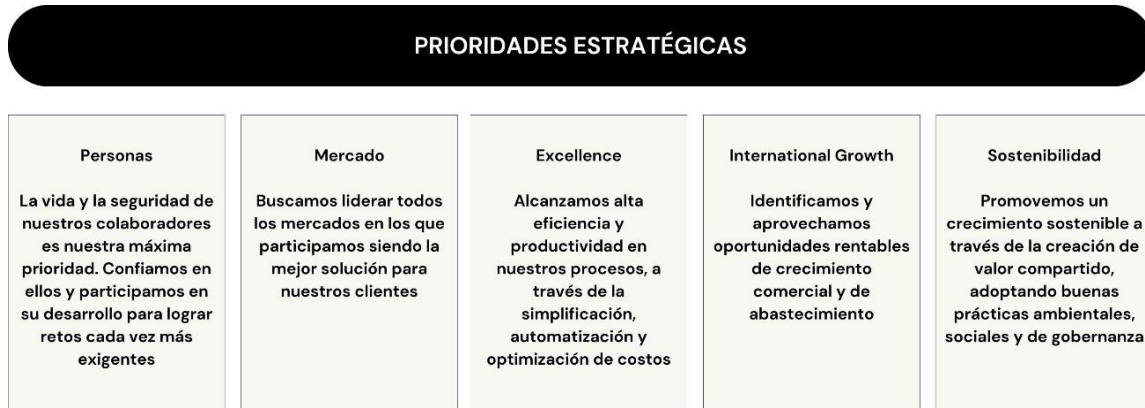 PRIORIDADES ESTRATÉGICAS
Personas
La vida y la seguridad de
nuestros colaboradores
es nuestra máxima
prioridad. Confiamos en
ellos y participamos en
su desarrollo para lograr
retos cada vez más
exigentes
Mercado
Buscamos liderar todos
los mercados en los que
participamos siendo la
mejor solución para
nuestros clientes
Excellence
Alcanzamos alta
eficiencia y
productividad en
nuestros procesos, a
través de la
simplificación,
automatización y
optimización de costos
International Growth
Identificamos y
aprovechamos
oportunidades rentables
de crecimiento
comercial y de
abastecimiento
Sostenibilidad
Promovemos un
crecimiento sostenible a
través de la creación de
valor compartido,
adoptando buenas
prácticas ambientales,
sociales y de gobernanza